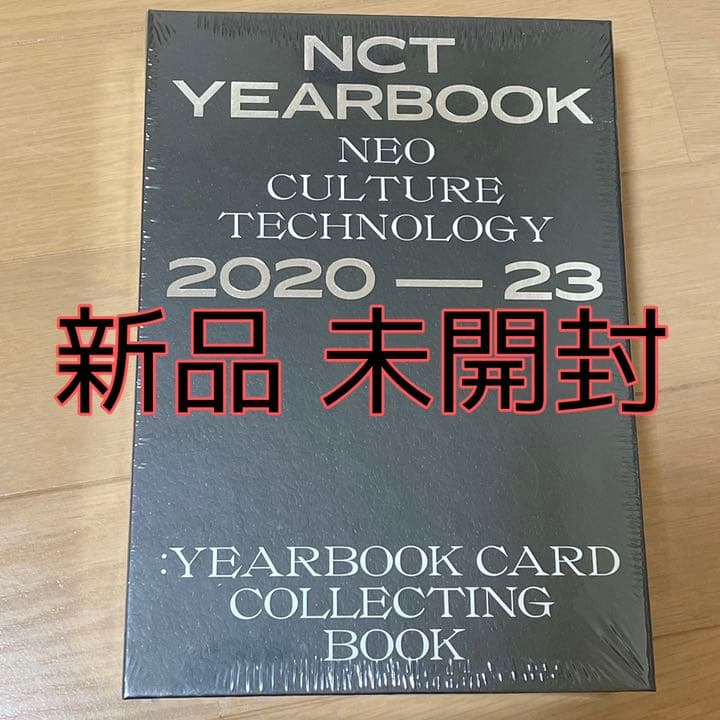 NCT
YEARBOOK
NEO
CULTURE
TECHNOLOGY
2020 — 23
新品 未開封
:YEARBOOK CARD
COLLECTING
BOOK